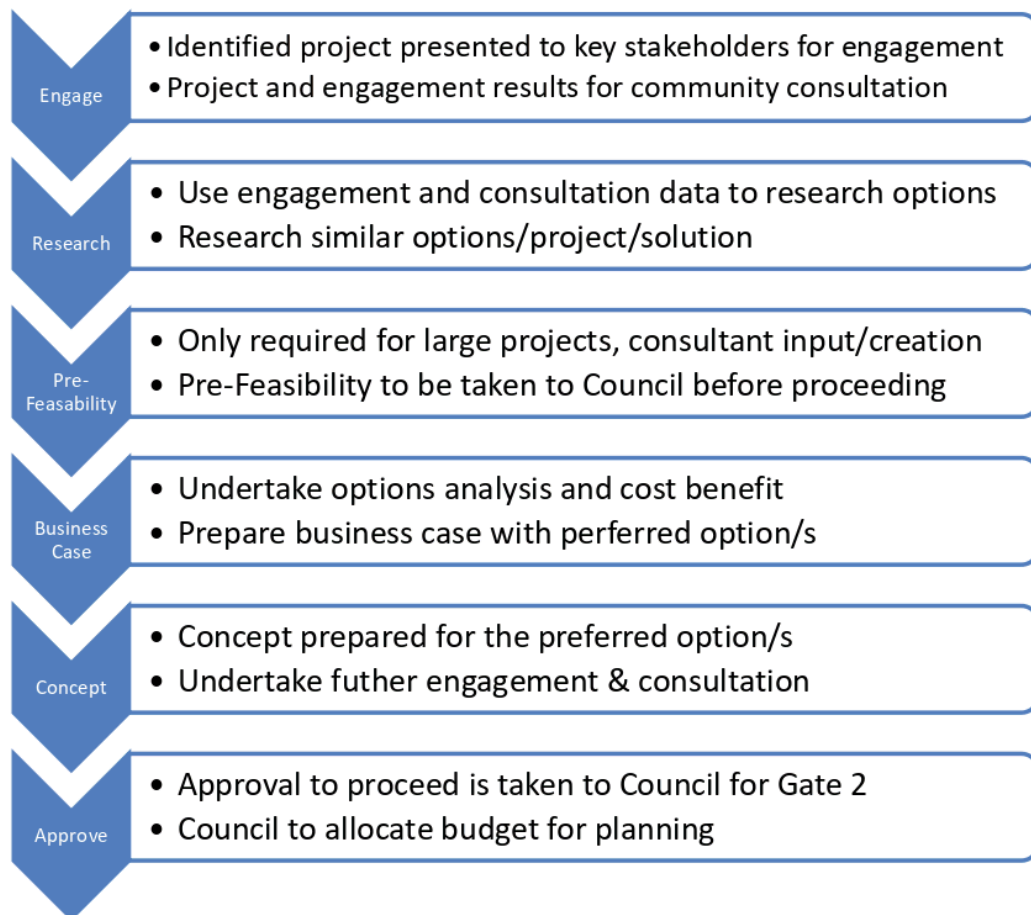 Engage
• Identified project presented to key stakeholders for engagement
• Project and engagement results for community consultation
Research
• Use engagement and consultation data to research options
• Research similar options/project/solution
Pre-
Feasability
• Only required for large projects, consultant input/creation
• Pre-Feasibility to be taken to Council before proceeding
Business
Case
• Undertake options analysis and cost benefit
• Prepare business case with perferred option/s
Concept
• Concept prepared for the preferred option/s
• Undertake futher engagement & consultation
Approve
• Approval to proceed is taken to Council for Gate 2
• Council to allocate budget for planning